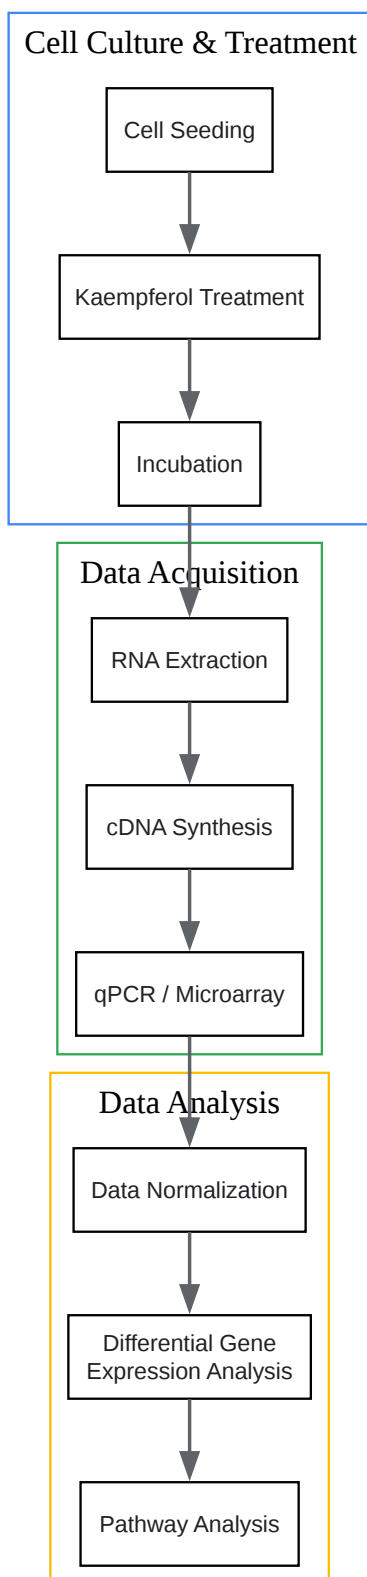 Cell Culture & Treatment
Cell Seeding
Kaempferol Treatment
Incubation
Data Acquisition
RNA Extraction
cDNA Synthesis
qPCR / Microarray
Data Analysis
Data Normalization
Differential Gene
Expression Analysis
Pathway Analysis